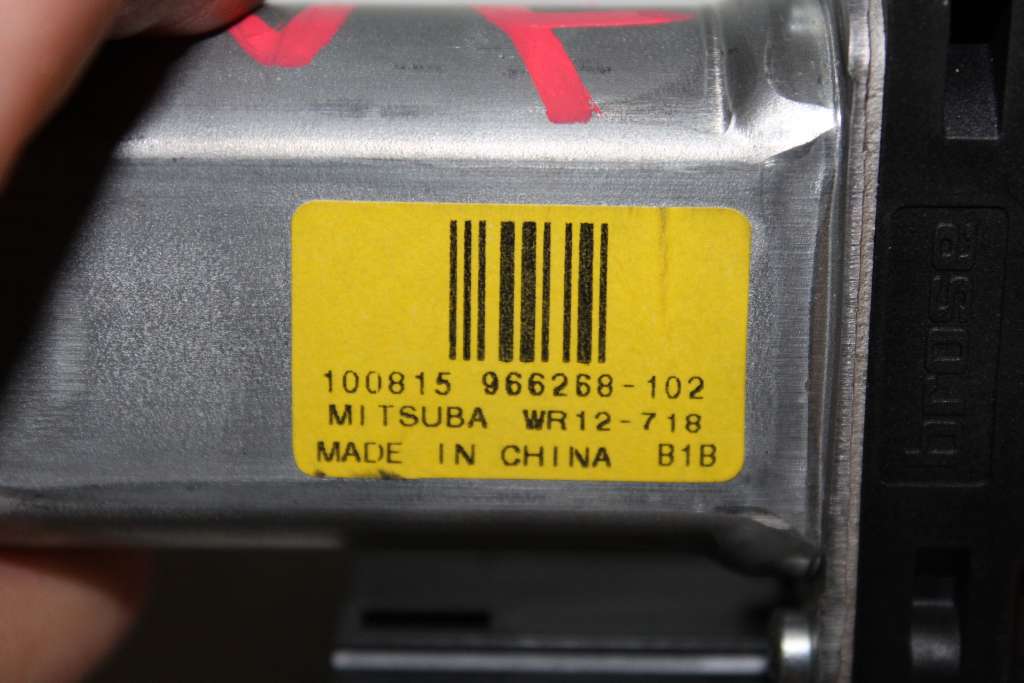 100815 966268-102
MITSUBA WR12-718
MADE IN CHINA B1B
brose